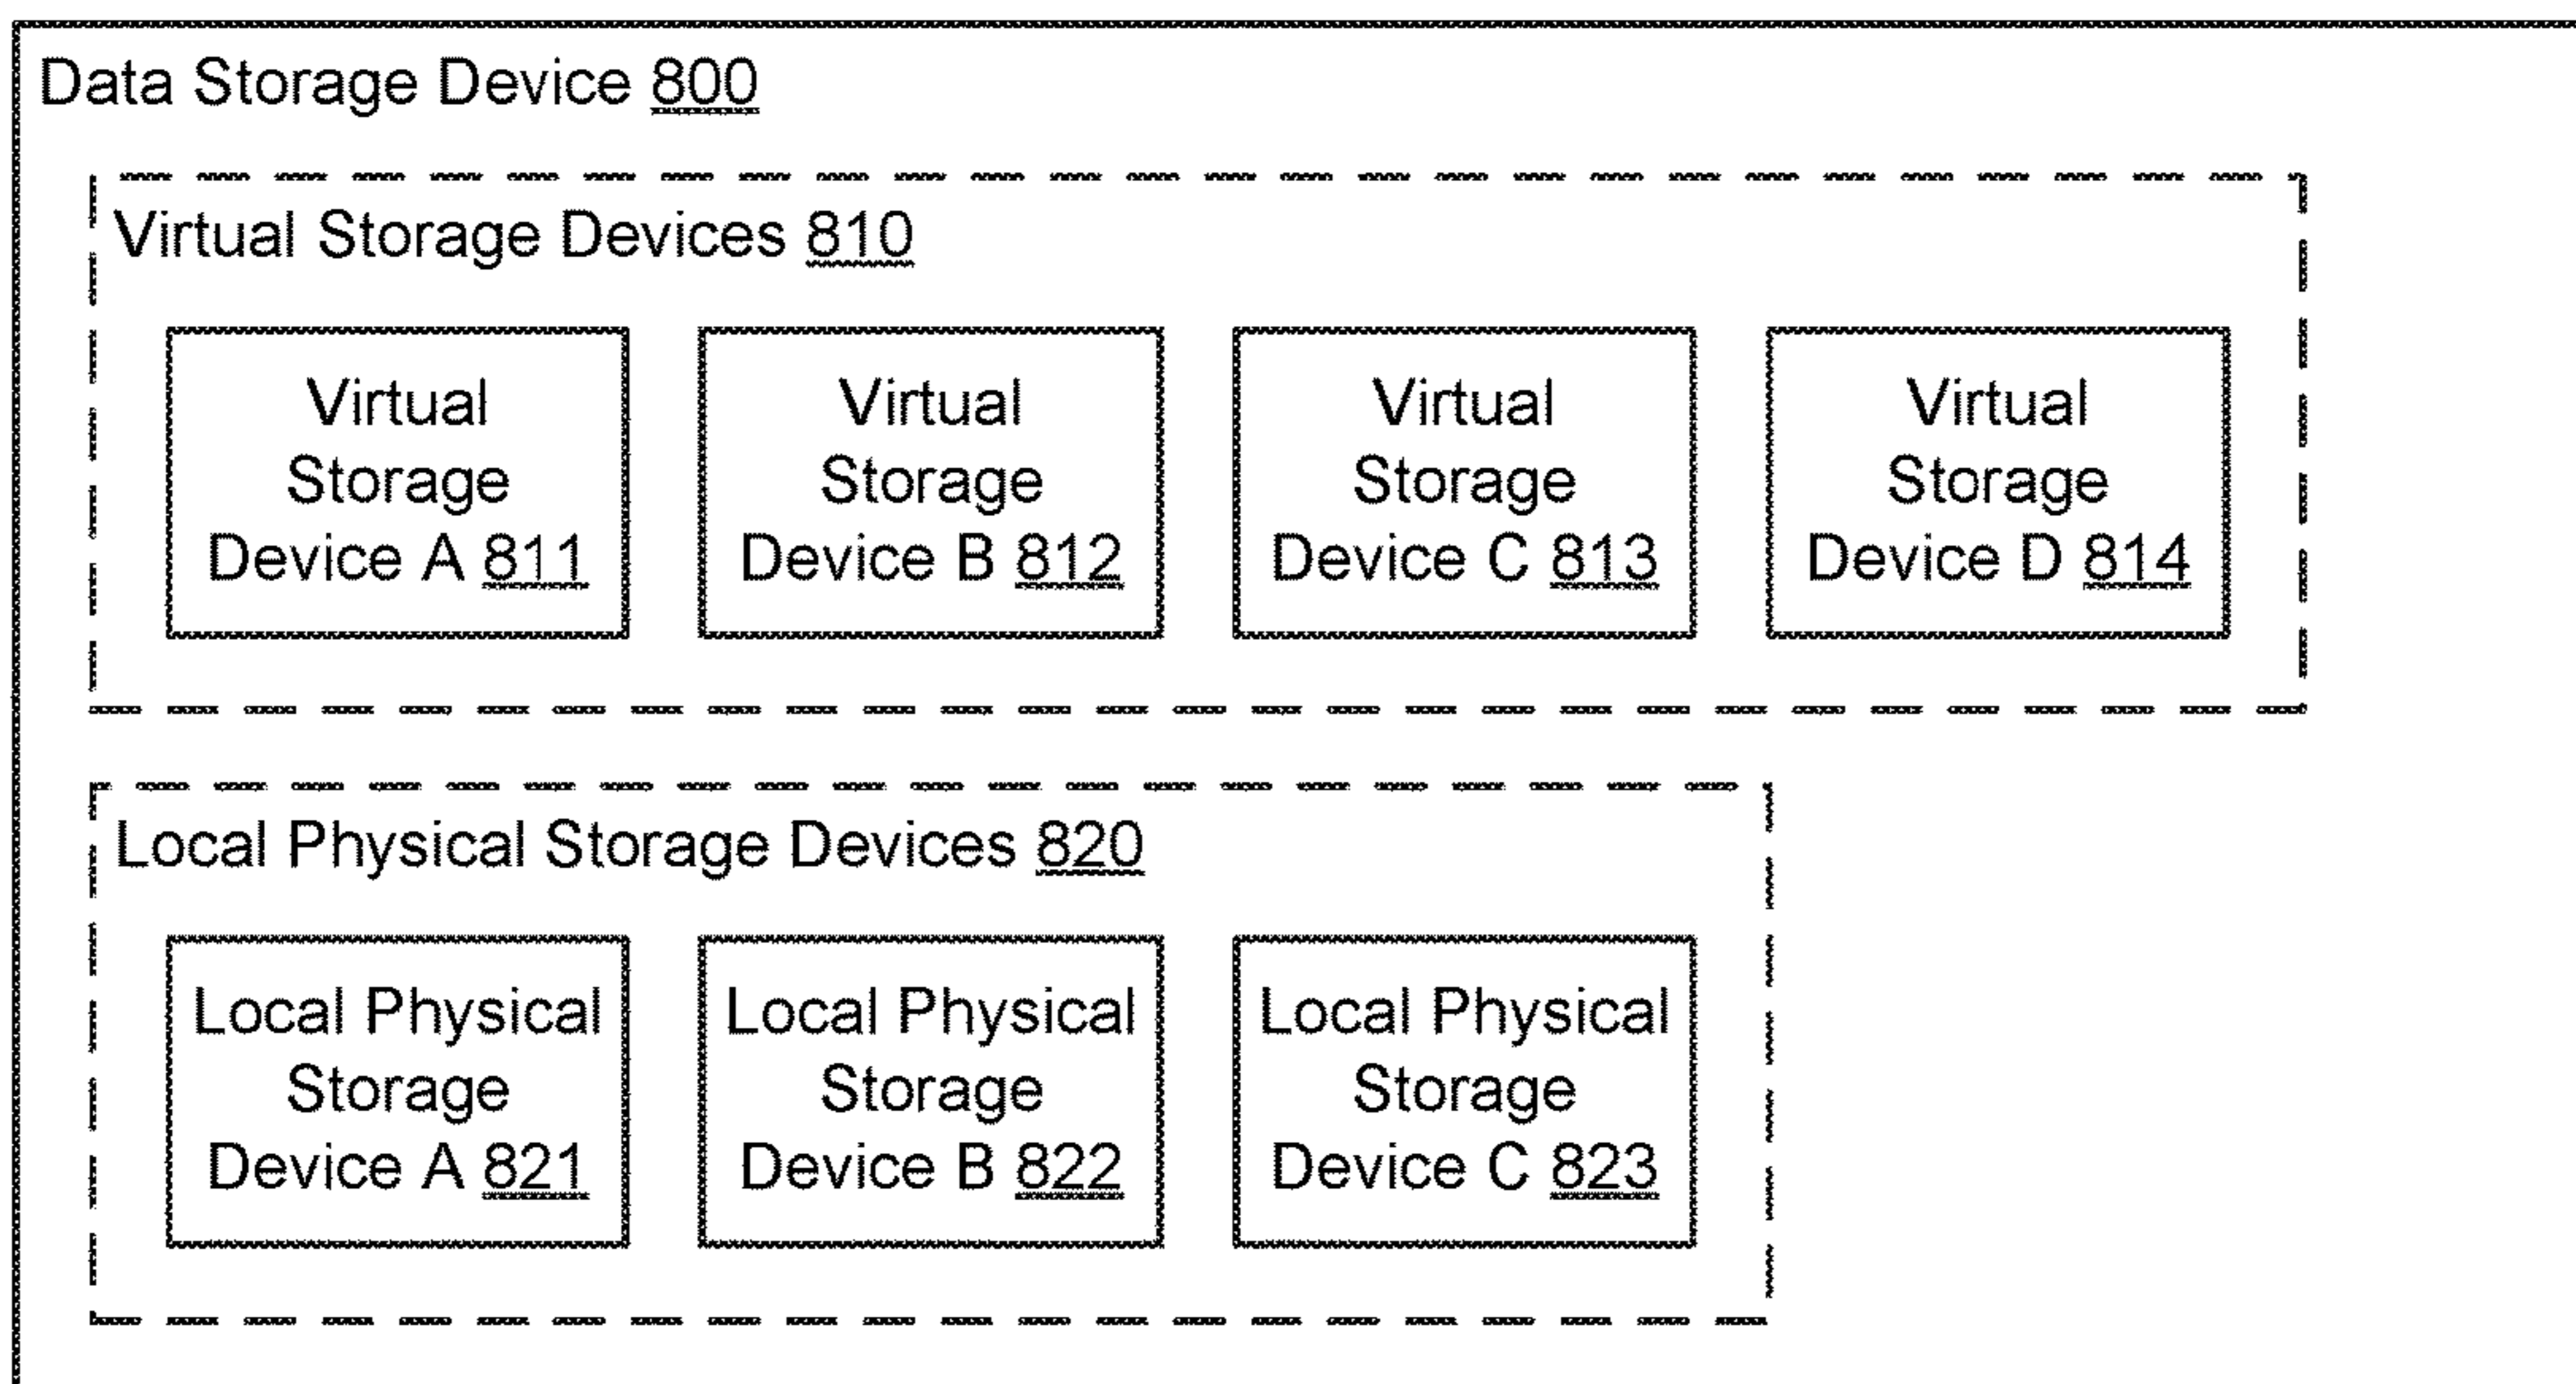 Data Storage Device 800
Virtual Storage Devices 810
Virtual
Storage
Device A 811
Virtual
Storage
Device B 812
Virtual
Storage
Device C 813
Virtual
Storage
Device D 814
Local Physical Storage Devices 820
Local Physical
Storage
Device A 821
Local Physical
Storage
Device B 822
Local Physical
Storage
Device C 823